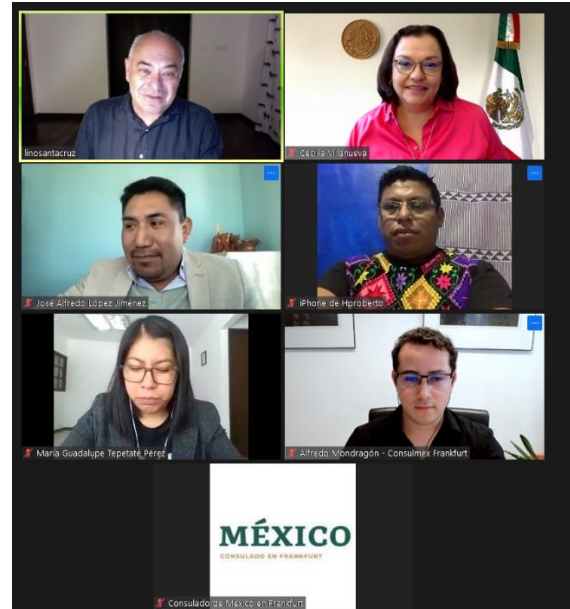 linosantacruz
Cecilia Villanueva
José Alfredo López Jiménez
iPhone de Hproberto
María Guadalupe Tepetate Pérez
Alfredo Mondragón - Consulmex Frankfurt
MÉXICO
CONSULADO EN FRANKFURT
Consulado de México en Frankfurt